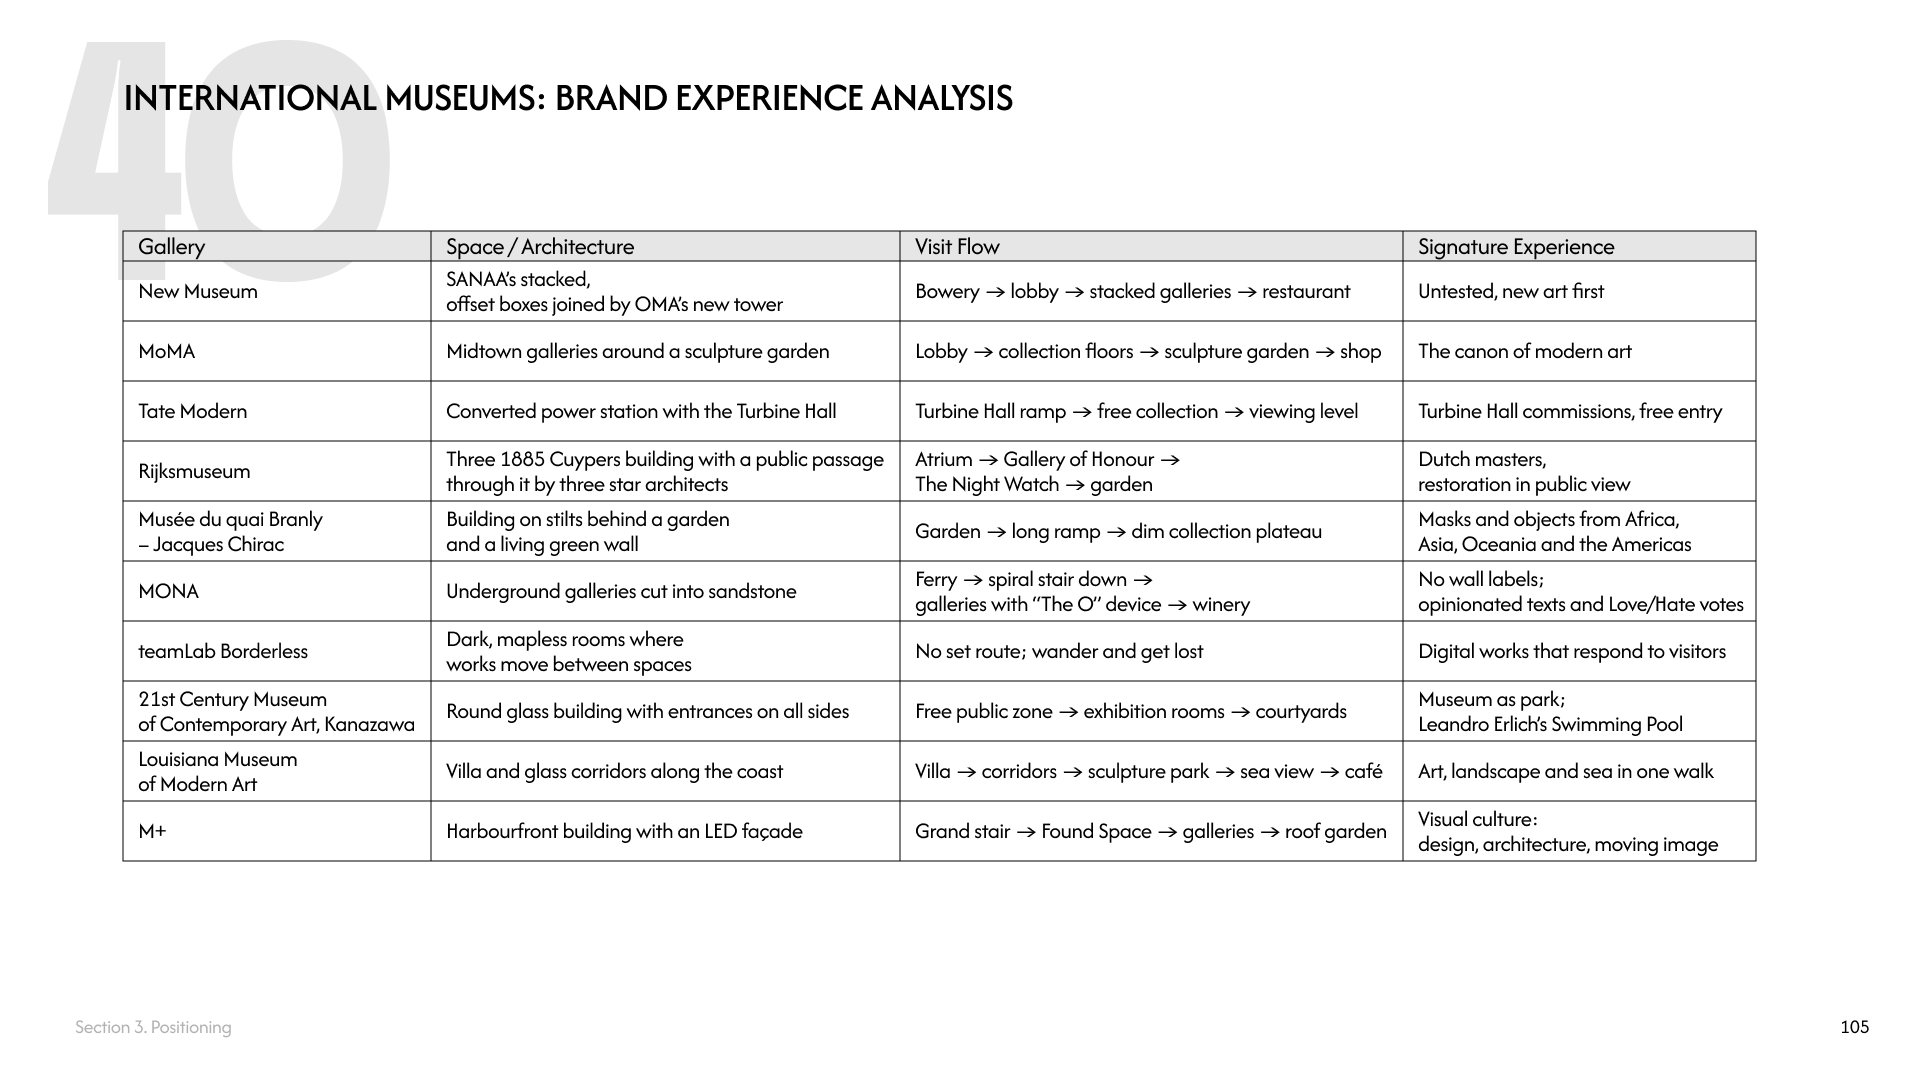 40
INTERNATIONAL MUSEUMS: BRAND EXPERIENCE ANALYSIS
Gallery
Space / Architecture
Visit Flow
Signature Experience
New Museum
SANAA's stacked,
offset boxes joined by OMA's new tower
Bowery → lobby → stacked galleries → restaurant
Untested, new art first
MoMA
Midtown galleries around a sculpture garden
Lobby → collection floors → sculpture garden → shop
The canon of modern art
Tate Modern
Converted power station with the Turbine Hall
Turbine Hall ramp → free collection → viewing level
Turbine Hall commissions, free entry
Rijksmuseum
Three 1885 Cuypers building with a public passage
through it by three star architects
Atrium → Gallery of Honour →
The Night Watch → garden
Dutch masters,
restoration in public view
Musée du quai Branly
– Jacques Chirac
Building on stilts behind a garden
and a living green wall
Garden → long ramp → dim collection plateau
Masks and objects from Africa,
Asia, Oceania and the Americas
MONA
Underground galleries cut into sandstone
Ferry → spiral stair down →
galleries with "The O" device → winery
No wall labels;
opinionated texts and Love/Hate votes
teamLab Borderless
Dark, mapless rooms where
works move between spaces
No set route; wander and get lost
Digital works that respond to visitors
21st Century Museum
of Contemporary Art, Kanazawa
Round glass building with entrances on all sides
Free public zone → exhibition rooms → courtyards
Museum as park;
Leandro Erlich's Swimming Pool
Louisiana Museum
of Modern Art
Villa and glass corridors along the coast
Villa → corridors → sculpture park → sea view → café
Art, landscape and sea in one walk
M+
Harbourfront building with an LED façade
Grand stair → Found Space → galleries → roof garden
Visual culture:
design, architecture, moving image
Section 3. Positioning
105